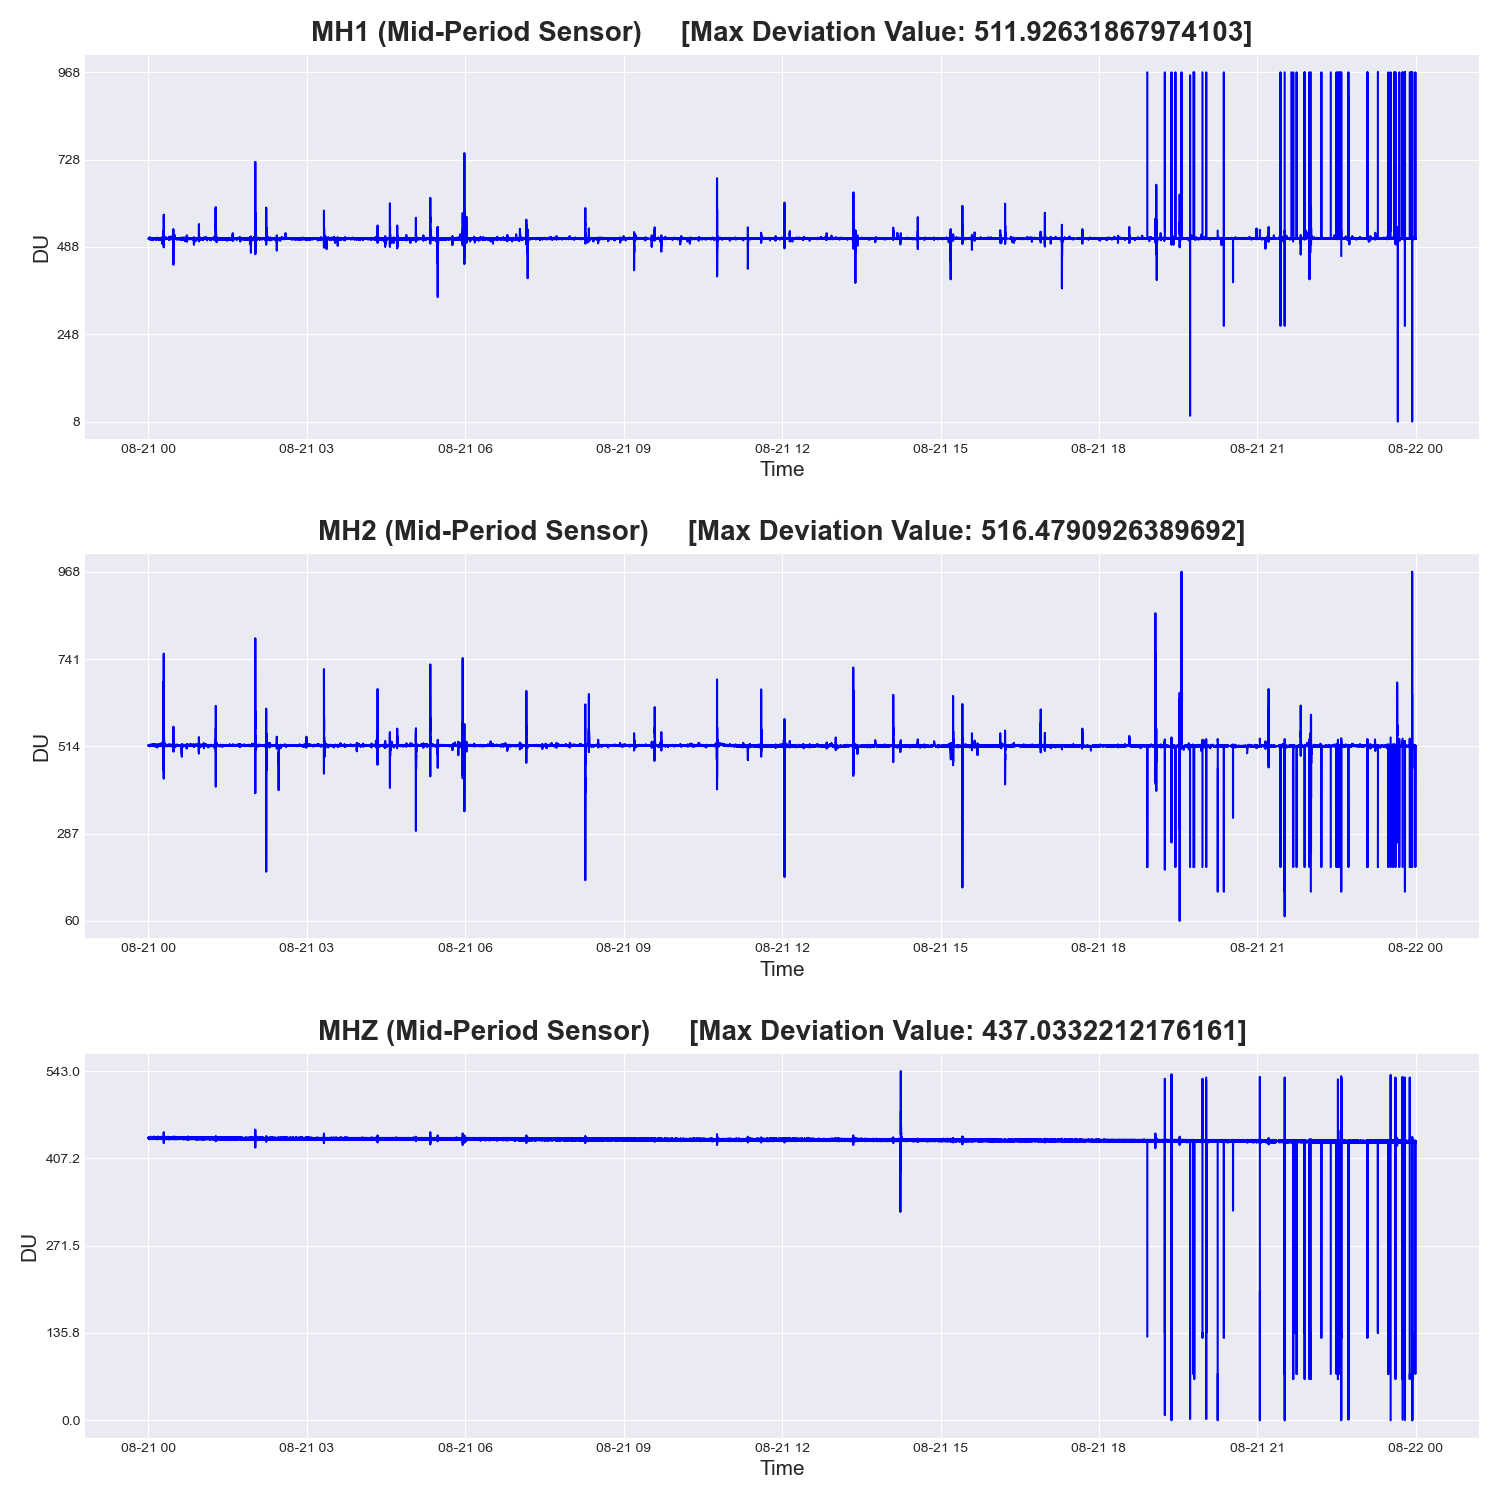 MH1 (Mid-Period Sensor) [Max Deviation Value: 511.92631867974103]
968
728
488
248
8
DU
08-21 00 08-21 03 08-21 06 08-21 09 08-21 12 08-21 15 08-21 18 08-21 21 08-22 00
Time
MH2 (Mid-Period Sensor) [Max Deviation Value: 516.4790926389692]
968
741
514
287
60
DU
08-21 00 08-21 03 08-21 06 08-21 09 08-21 12 08-21 15 08-21 18 08-21 21 08-22 00
Time
MHZ (Mid-Period Sensor) [Max Deviation Value: 437.0332212176161]
543.0
407.2
271.5
135.8
0.0
DU
08-21 00 08-21 03 08-21 06 08-21 09 08-21 12 08-21 15 08-21 18 08-21 21 08-22 00
Time